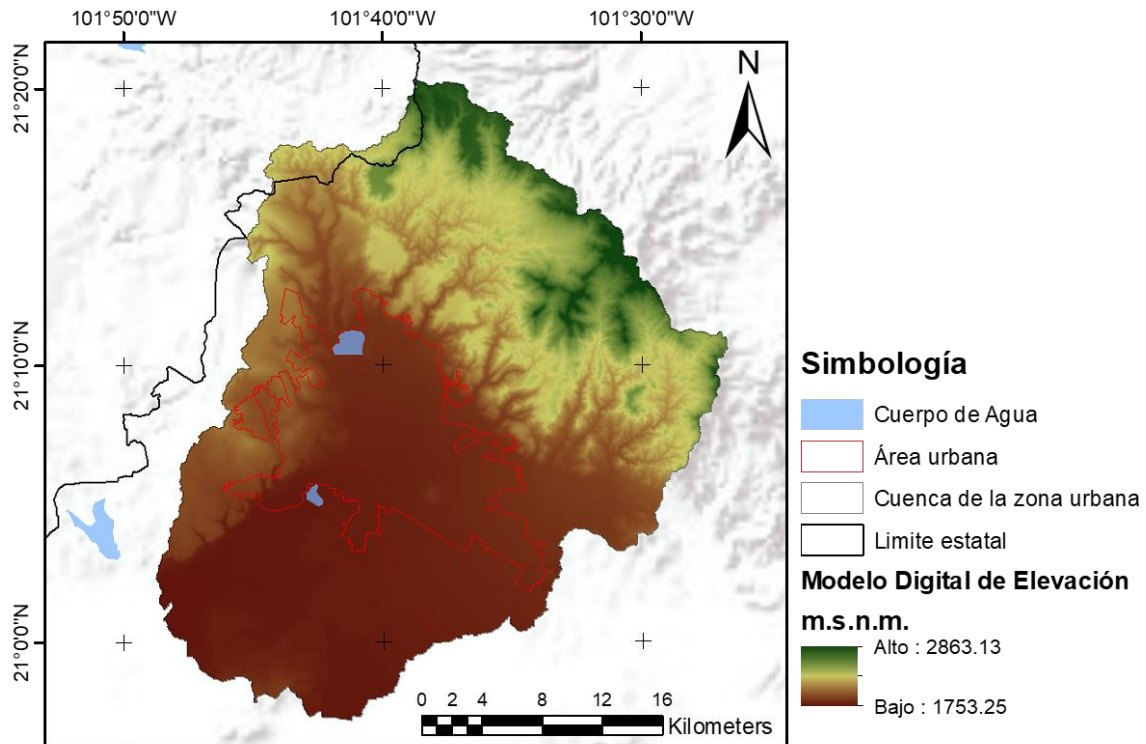 101°50'0"W 101°40'0"W 101°30'0"W
N
21°20'0"N
21°10'0"N
21°0'0"N
0 2 4 8 12 16
Kilometers
Simbología
Cuerpo de Agua
Área urbana
Cuenca de la zona urbana
Limite estatal
Modelo Digital de Elevación
m.s.n.m.
Alto : 2863.13
Bajo : 1753.25